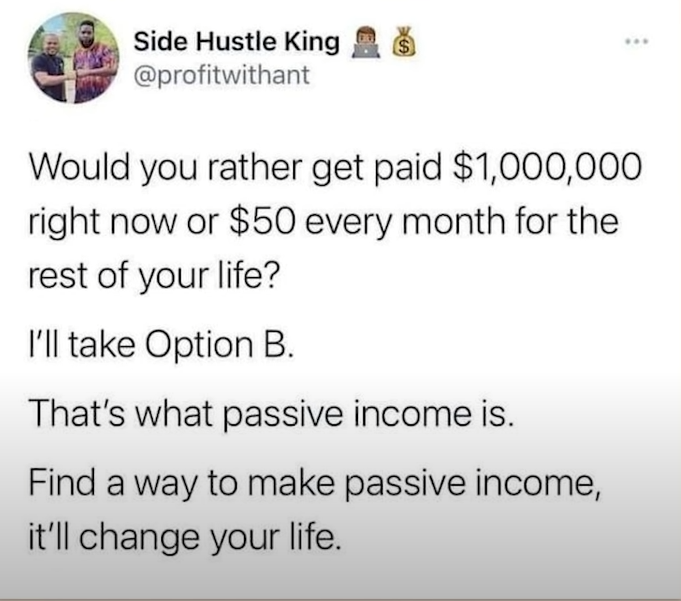 Side Hustle King 👨🏽‍💻 💰
@profitwithant
Would you rather get paid $1,000,000
right now or $50 every month for the
rest of your life?
I'll take Option B.
That's what passive income is.
Find a way to make passive income,
it'll change your life.